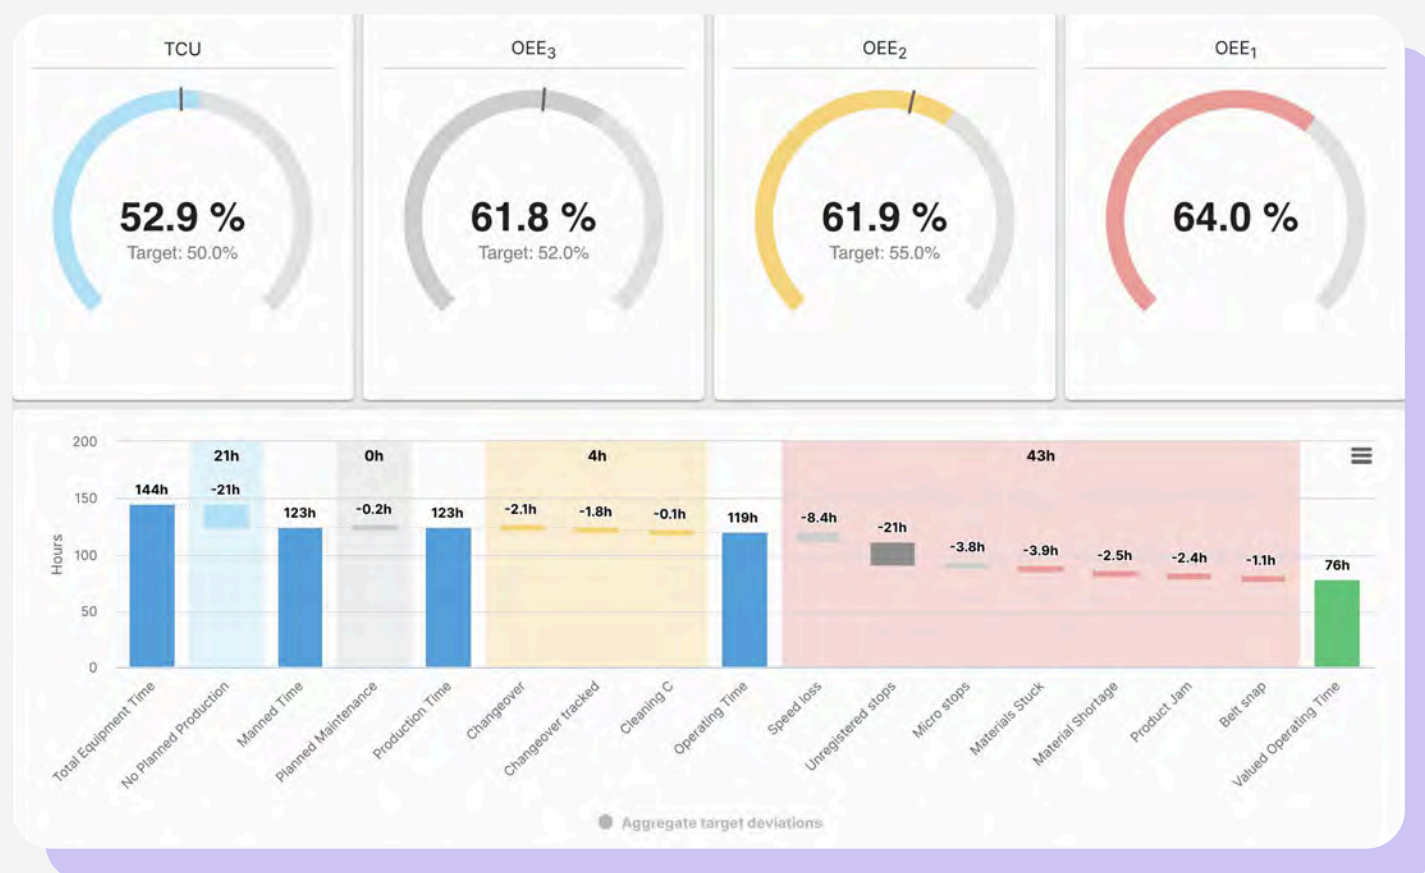 TCU
52.9 %
Target: 50.0%
OEE3
61.8 %
Target: 52.0%
OEE2
61.9 %
Target: 55.0%
OEE1
64.0 %
Hours
200
150
100
50
0
21h
0h
4h
43h
144h
-21h
123h
-0.2h
123h
-2.1h
-1.8h
-0.1h
119h
-8.4h
-21h
-3.8h
-3.9h
-2.5h
-2.4h
-1.1h
76h
Total Equipment Time
No Planned Production
Manned Time
Planned Maintenance
Production Time
Changeover
Changeover tracked
Cleaning C
Operating Time
Speed loss
Unregistered stops
Micro stops
Materials Stuck
Material Shortage
Product Jam
Belt snap
Valued Operating Time
Aggregate target deviations